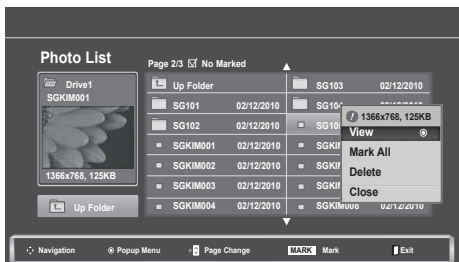 Photo List
Page 2/3 No Marked
Drive1
SGKIM001
1366x768, 125KB
Up Folder
Up Folder
SG101 02/12/2010
SG102 02/12/2010
SGKIM001 02/12/2010
SGKIM002 02/12/2010
SGKIM003 02/12/2010
SGKIM004 02/12/2010
SG103 02/12/2010
SGKIM008 02/12/2010
1366x768, 125KB
View
Mark All
Delete
Close
Navigation Popup Menu Page Change MARK Mark Exit